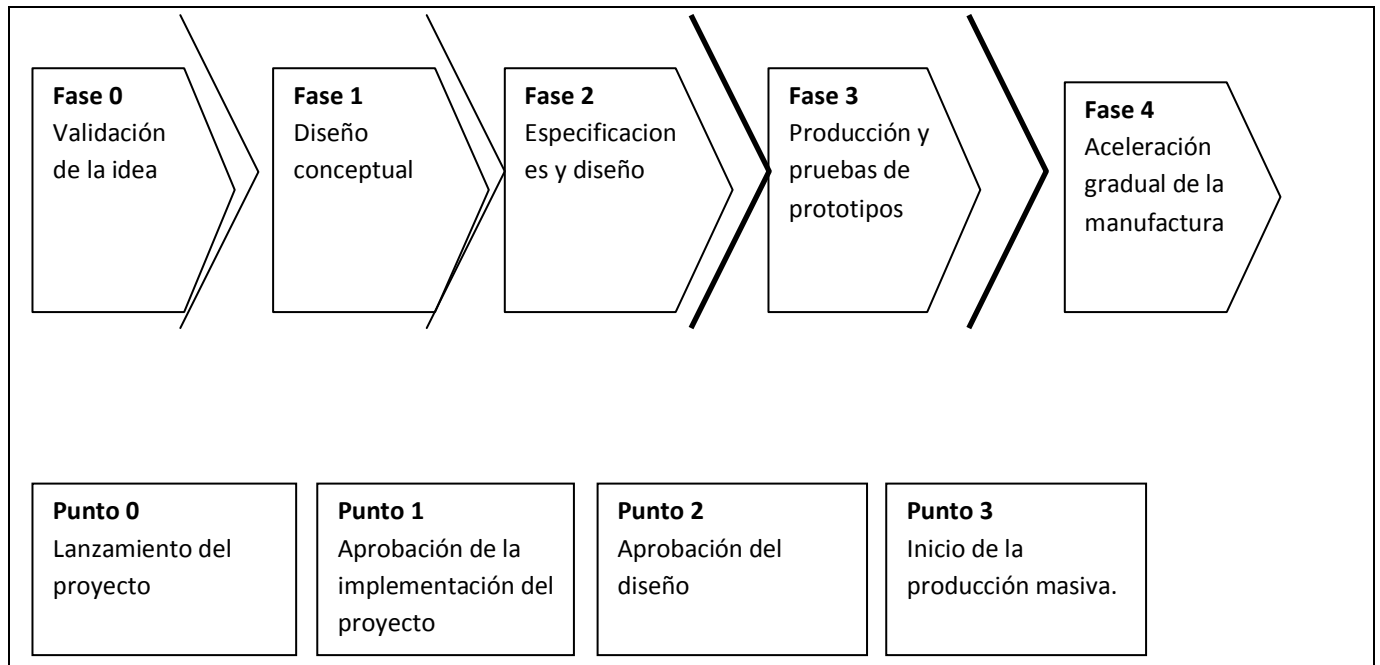 Fase 0
Validación
de la idea
Fase 1
Diseño
conceptual
Fase 2
Especificacion
es y diseño
Fase 3
Producción y
pruebas de
prototipos
Fase 4
Aceleración
gradual de la
manufactura
Punto 0
Lanzamiento del
proyecto
Punto 1
Aprobación de la
implementación del
proyecto
Punto 2
Aprobación del
diseño
Punto 3
Inicio de la
producción masiva.